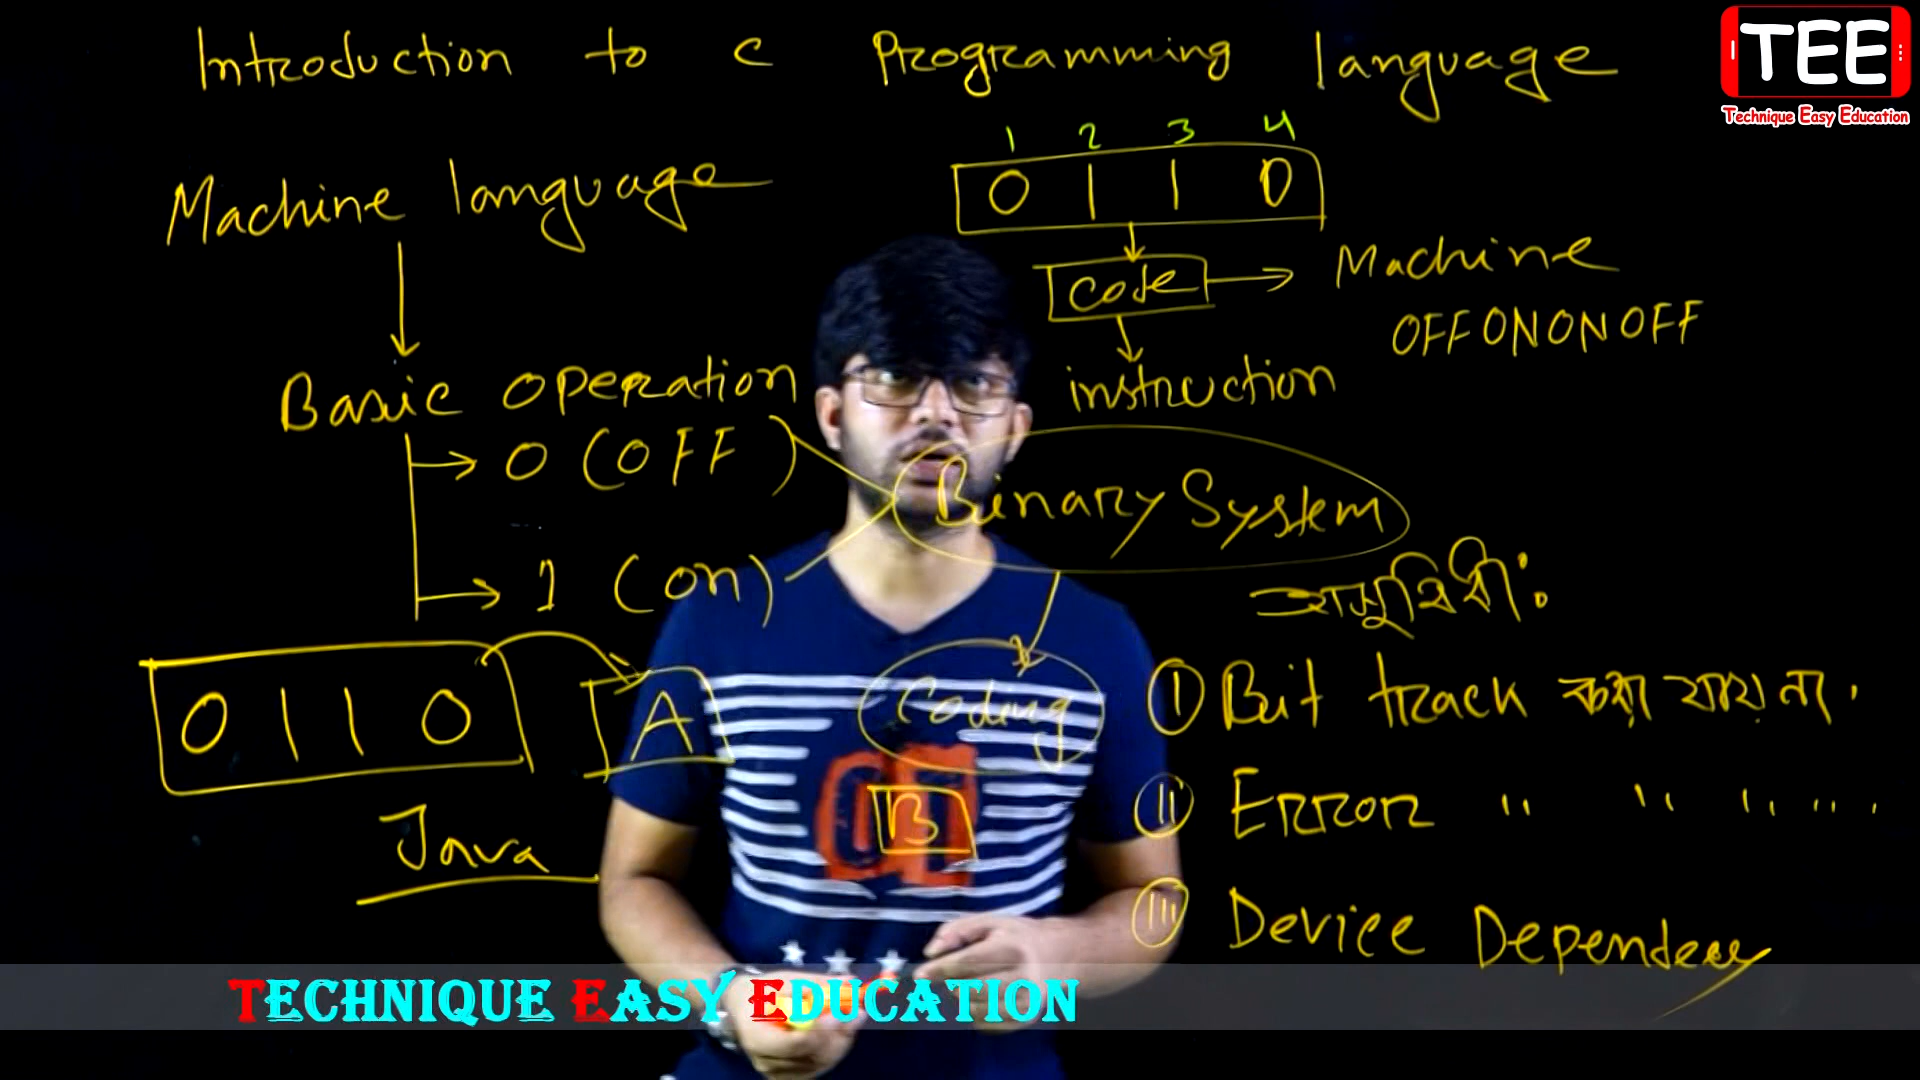 Introduction to C Programming language
TEE
Technique Easy Education
1 2 3 4
0 1 1 0
Machine language
code
Machine
OFF ON ON OFF
instruction
Basic operation
0 (OFF)
1 (on)
Binary System
Coding
0 1 1 0
A
B
Java
অসুবিধা:
I Bit track করা যায় না.
II Error " " " " "
III Device Dependecy
TECHNIQUE EASY EDUCATION